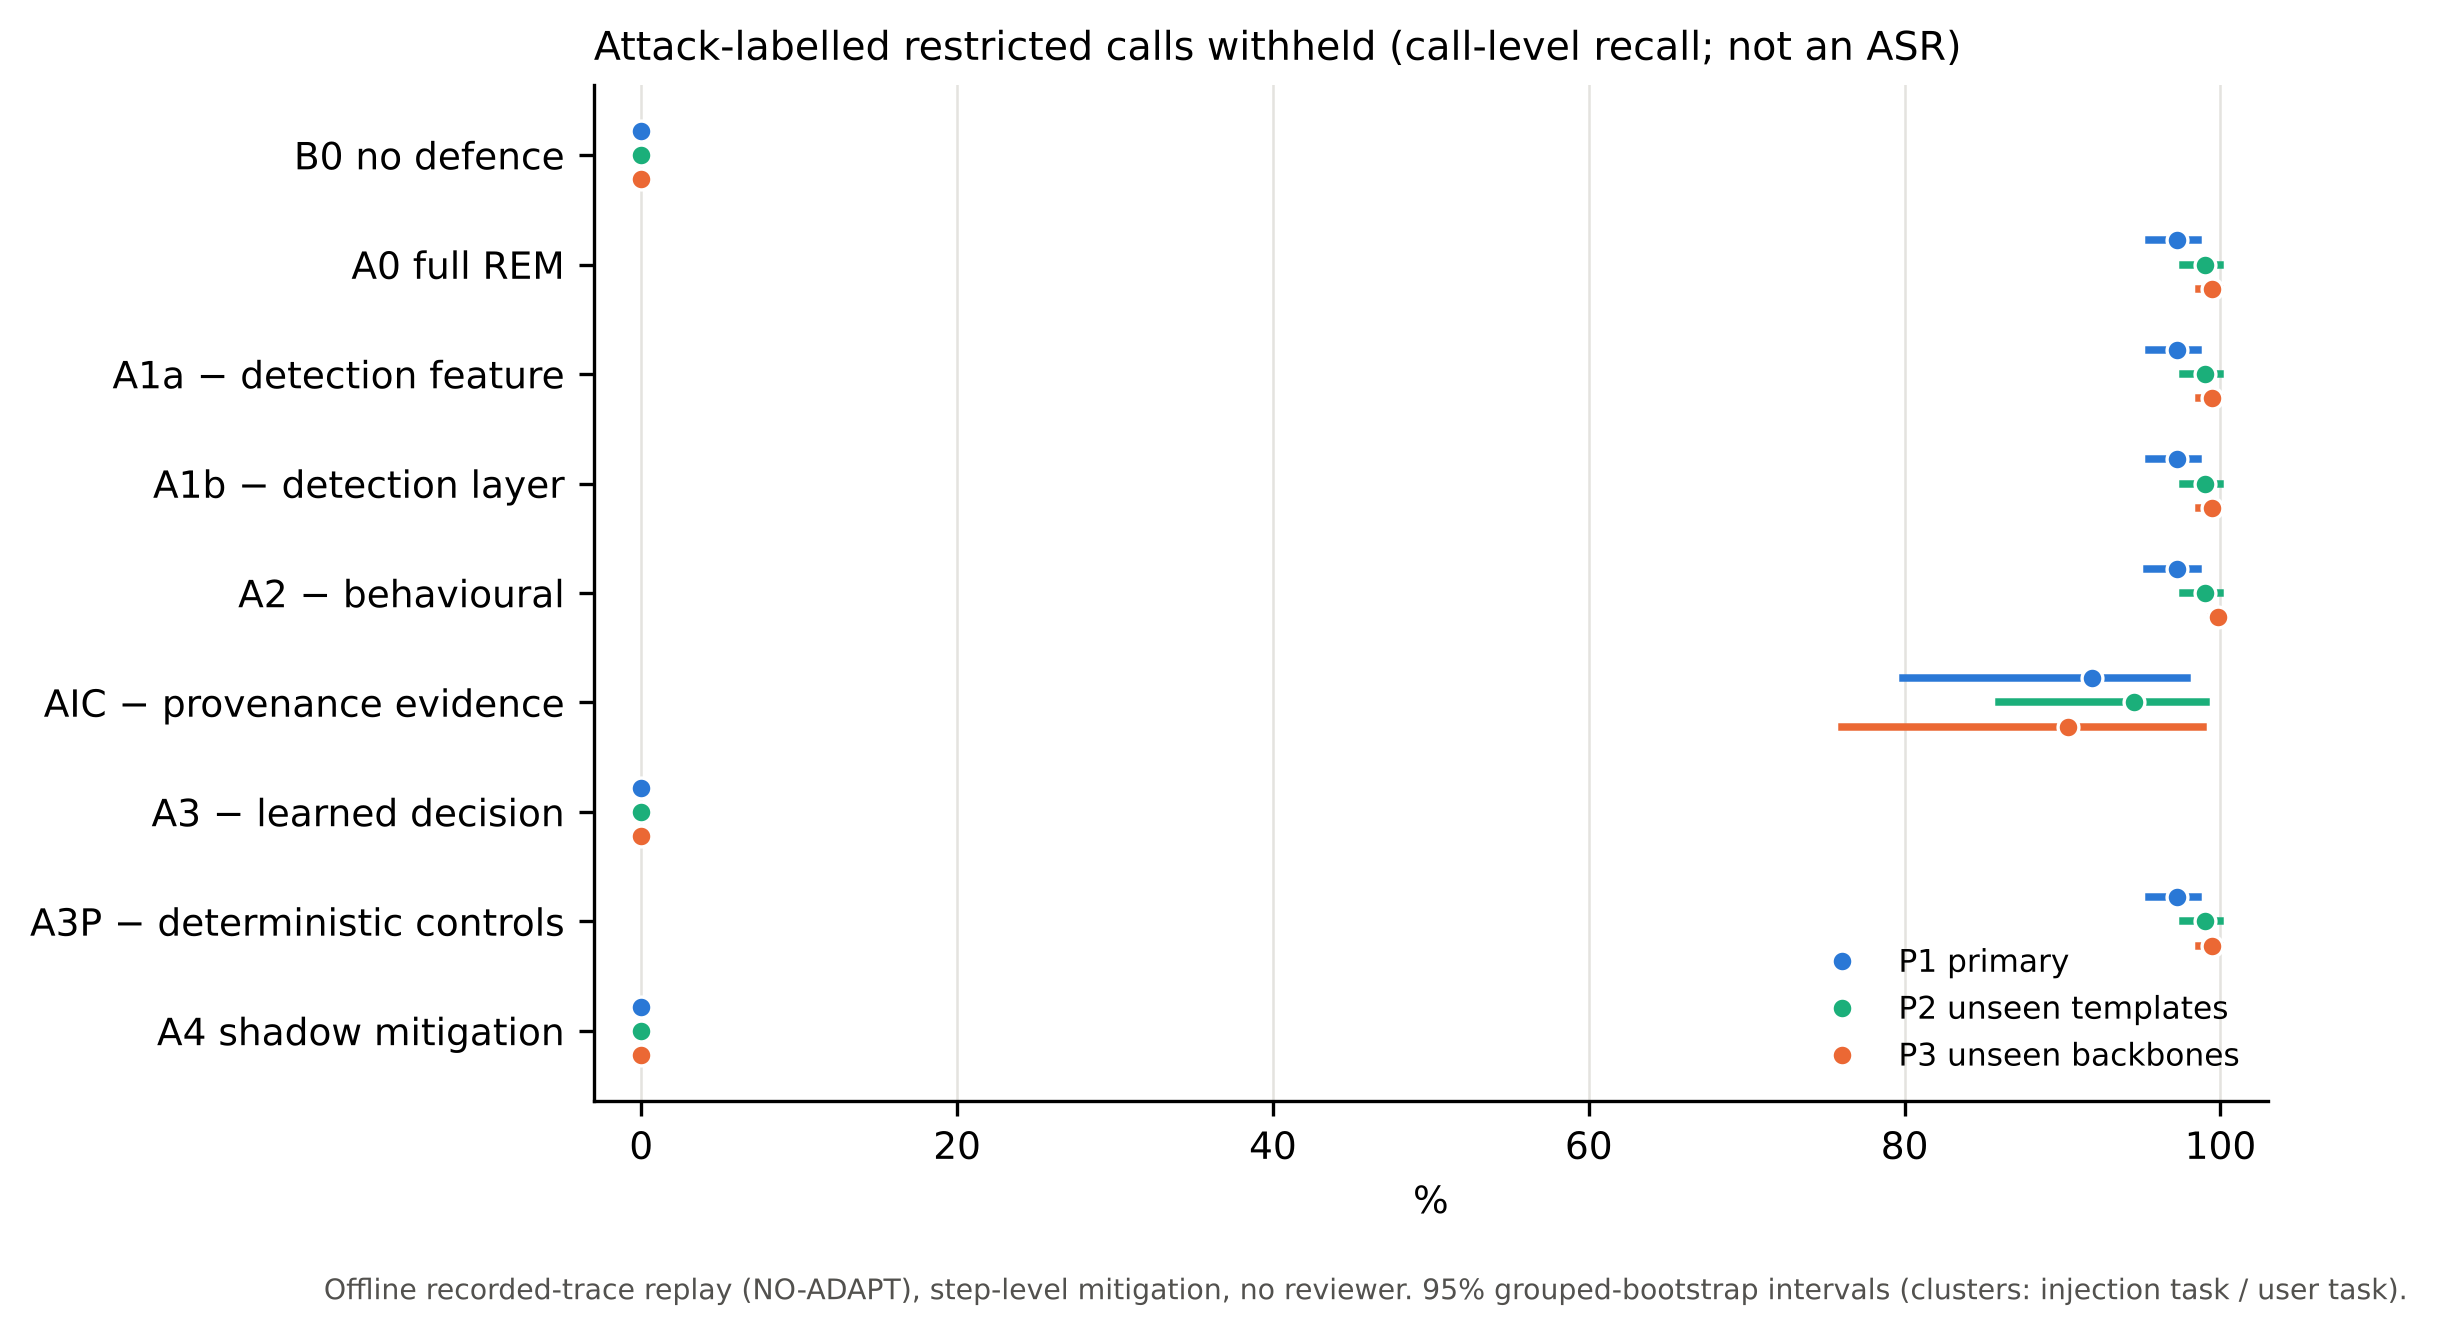 Attack-labelled restricted calls withheld (call-level recall; not an ASR)
B0 no defence
A0 full REM
A1a − detection feature
A1b − detection layer
A2 − behavioural
AIC − provenance evidence
A3 − learned decision
A3P − deterministic controls
A4 shadow mitigation
P1 primary
P2 unseen templates
P3 unseen backbones
0 20 40 60 80 100
%
Offline recorded-trace replay (NO-ADAPT), step-level mitigation, no reviewer. 95% grouped-bootstrap intervals (clusters: injection task / user task).